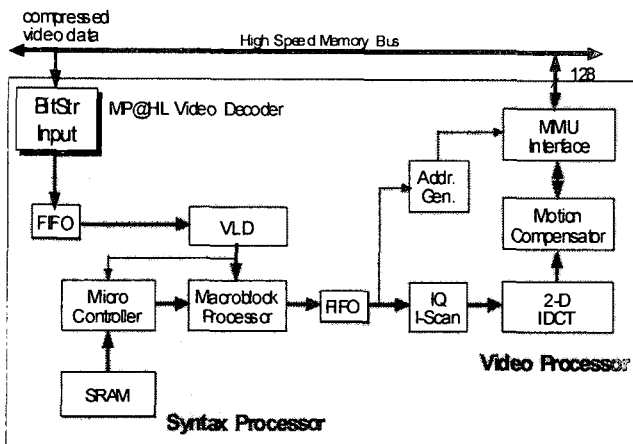 compressed
video data
High Speed Memory Bus
128
BitStr
Input
MP@HL Video Decoder
MMU
Interface
Addr.
Gen.
FIFO
VLD
Motion
Compensator
Micro
Controller
Macroblock
Processor
FIFO
IQ
I-Scan
2-D
IDCT
SRAM
Syntax Processor
Video Processor